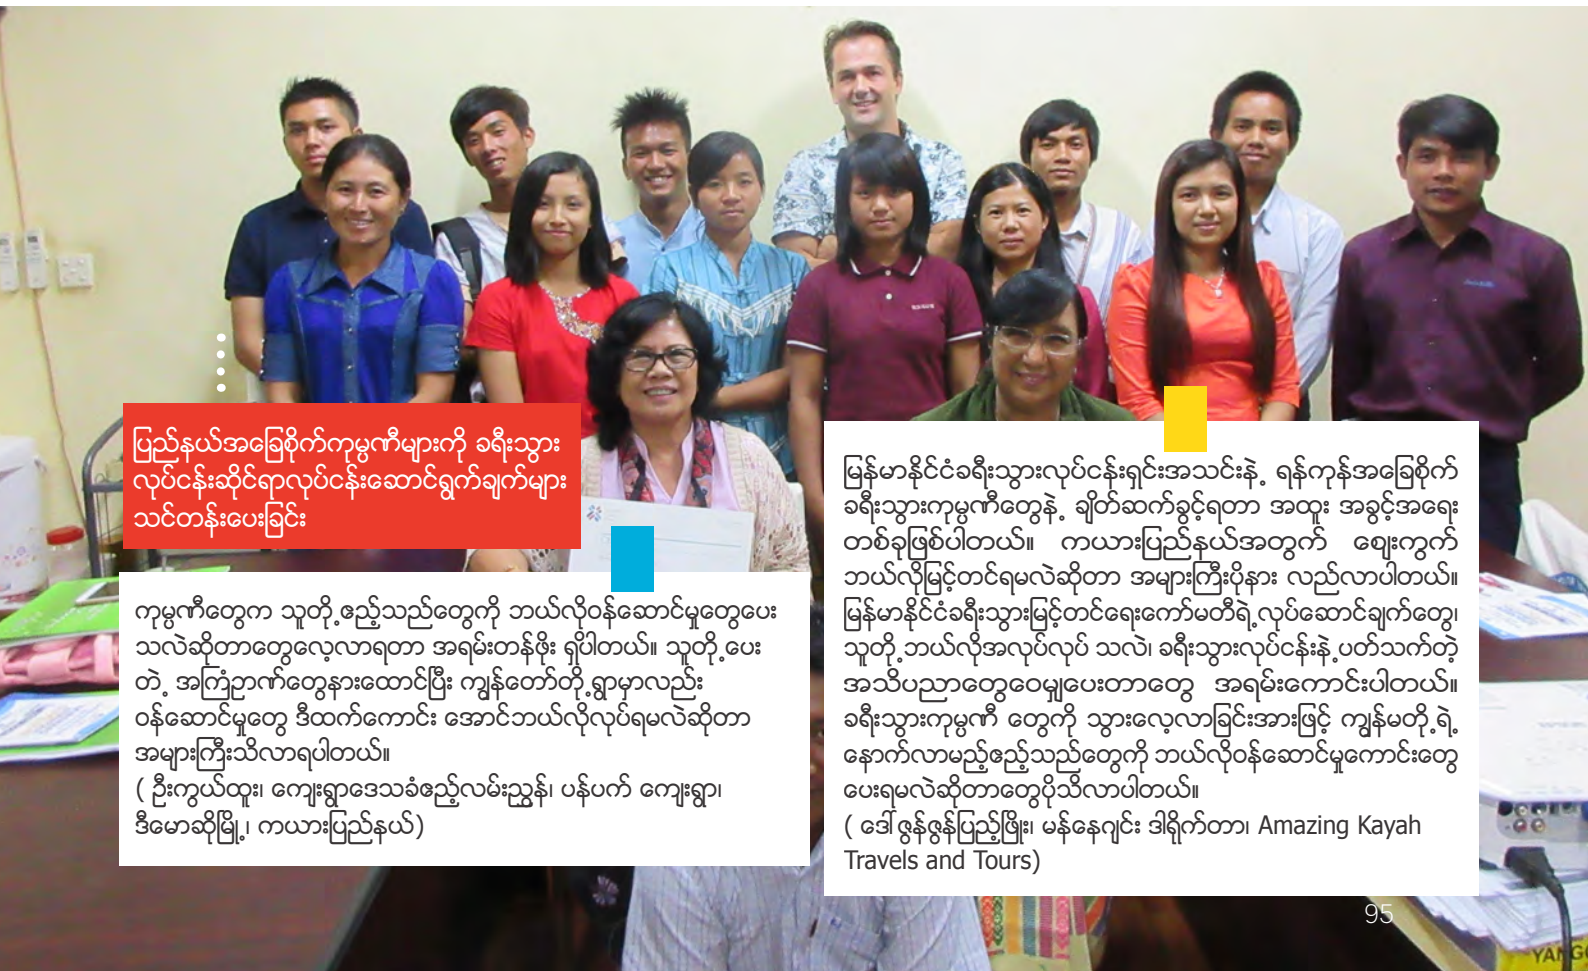 ပြည်နယ်အခြေစိုက်ကုမ္ပဏီများကို ခရီးသွား
လုပ်ငန်းဆိုင်ရာလုပ်ငန်းဆောင်ရွက်ချက်များ
သင်တန်းပေးခြင်း
ကုမ္ပဏီတွေက သူတို့ဧည့်သည်တွေကို ဘယ်လိုဝန်ဆောင်မှုတွေပေး
သလဲဆိုတာတွေလေ့လာရတာ အရမ်းတန်ဖိုး ရှိပါတယ်။ သူတို့ပေး
တဲ့ အကြံဉာဏ်တွေနားထောင်ပြီး ကျွန်တော်တို့ရွာမှာလည်း
ဝန်ဆောင်မှုတွေ ဒီထက်ကောင်း အောင်ဘယ်လိုလုပ်ရမလဲဆိုတာ
အများကြီးသိလာရပါတယ်။
( ဦးကွယ်ထူး၊ ကျေးရွာဒေသခံဧည့်လမ်းညွှန်၊ ပန်ပက် ကျေးရွာ၊
ဒီမောဆိုမြို့၊ ကယားပြည်နယ်)
မြန်မာနိုင်ငံခရီးသွားလုပ်ငန်းရှင်းအသင်းနဲ့ ရန်ကုန်အခြေစိုက်
ခရီးသွားကုမ္ပဏီတွေနဲ့ ချိတ်ဆက်ခွင့်ရတာ အထူး အခွင့်အရေး
တစ်ခုဖြစ်ပါတယ်။ ကယားပြည်နယ်အတွက် စျေးကွက်
ဘယ်လိုမြှင့်တင်ရမလဲဆိုတာ အများကြီးပိုနား လည်လာပါတယ်။
မြန်မာနိုင်ငံခရီးသွားမြှင့်တင်ရေးကော်မတီရဲ့လုပ်ဆောင်ချက်တွေ၊
သူတို့ဘယ်လိုအလုပ်လုပ် သလဲ၊ ခရီးသွားလုပ်ငန်းနဲ့ပတ်သက်တဲ့
အသိပညာတွေဝေမျှပေးတာတွေ အရမ်းကောင်းပါတယ်။
ခရီးသွားကုမ္ပဏီ တွေကို သွားလေ့လာခြင်းအားဖြင့် ကျွန်မတို့ရဲ့
နောက်လာမည့်ဧည့်သည်တွေကို ဘယ်လိုဝန်ဆောင်မှုကောင်းတွေ
ပေးရမလဲဆိုတာတွေပိုသိလာပါတယ်။
( ဒေါ်ဇွန်ဇွန်ပြည့်ဖြိုး၊ မန်နေဂျင်း ဒါရိုက်တာ၊ Amazing Kayah
Travels and Tours)
95